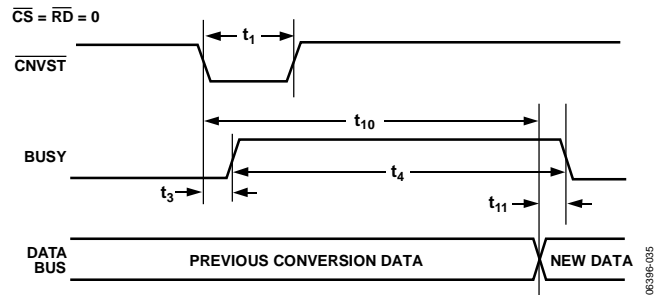 CS = RD = 0
t1
CNVST
t10
BUSY
t4
t3
t11
DATA
BUS
PREVIOUS CONVERSION DATA
NEW DATA
06396-035